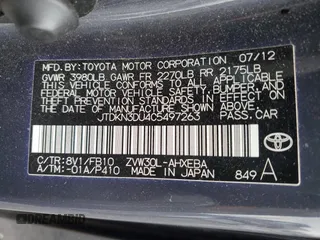 MFD. BY: TOYOTA MOTOR CORPORATION 07/12
GVWR 3980LB GAWR FR 2270LB RR 2175LB
THIS VEHICLE CONFORMS TO ALL APPLICABLE
FEDERAL MOTOR VEHICLE SAFETY, BUMPER, AND
THEFT PREVENTION STANDARDS IN EFFECT ON
THE DATE OF MANUFACTURE SHOWN ABOVE.
JTDKN3DU4C5497263 PASS. CAR
C/TR: 8V1/FB10 ZVW30L-AHXEBA
A/TM: -01A/P410 MADE IN JAPAN 849 A